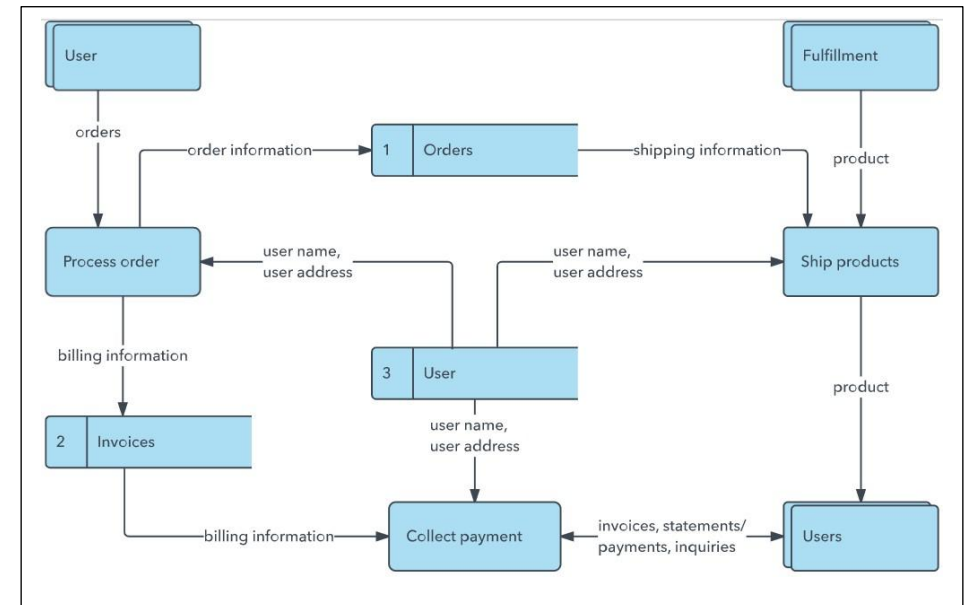 User
Fulfillment
orders
order information
1
Orders
shipping information
product
Process order
user name,
user address
user name,
user address
Ship products
billing information
3
User
product
2
Invoices
user name,
user address
billing information
Collect payment
invoices, statements/
payments, inquiries
Users